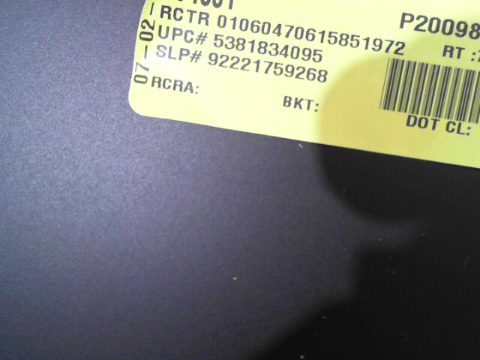 RCTR 01060470615851972
P20098
UPC# 5381834095
RT :
SLP# 92221759268
07-02-
RCRA:
BKT:
DOT CL: